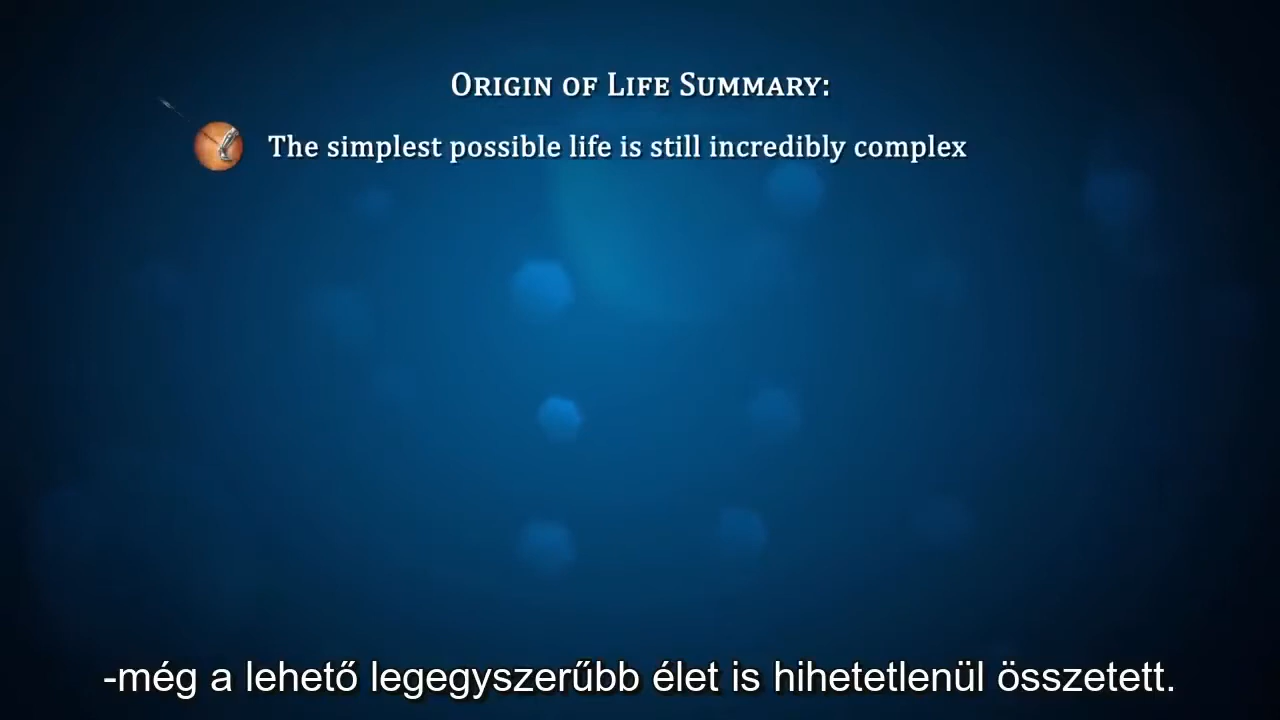 Origin of Life Summary:
The simplest possible life is still incredibly complex
-még a lehető legegyszerűbb élet is hihetetlenül összetett.